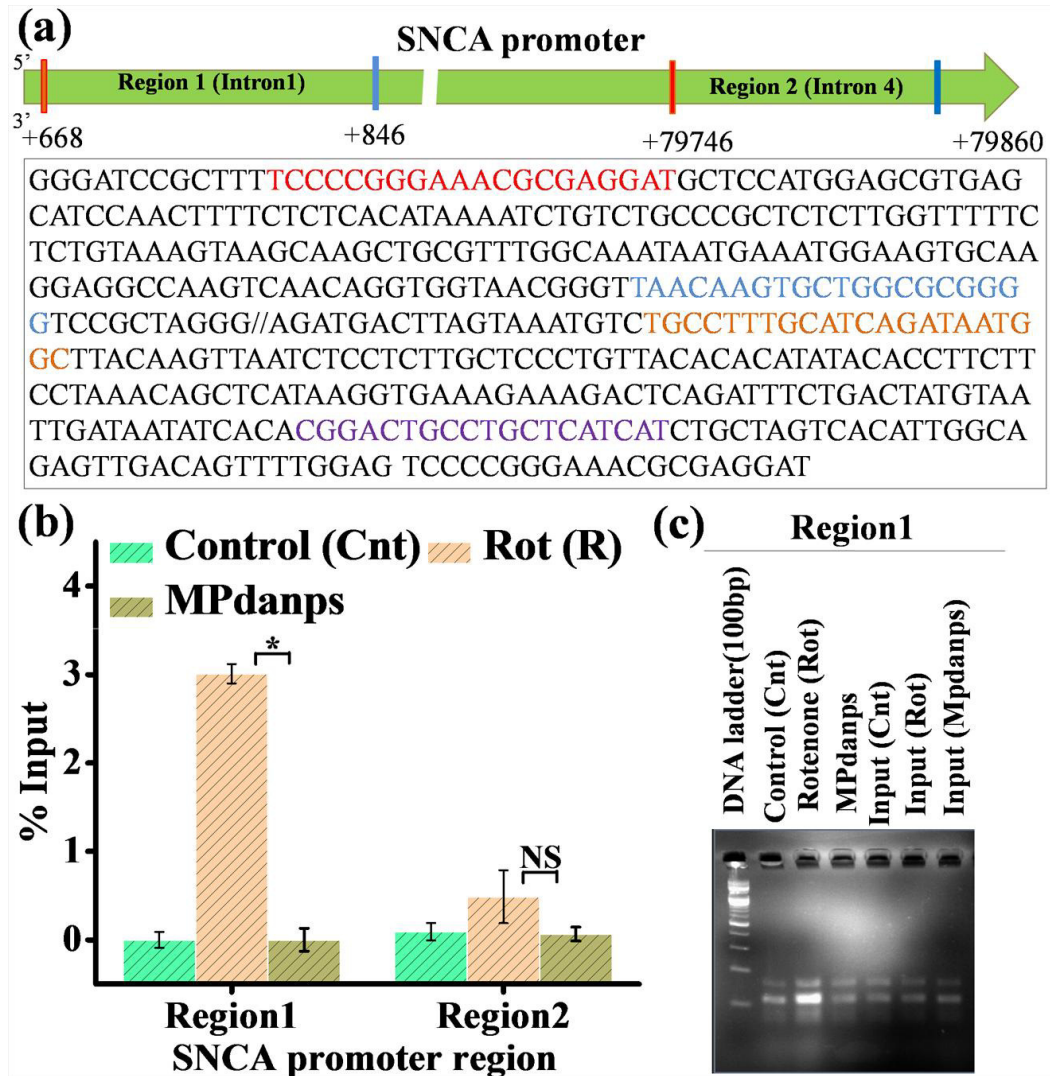 (a)
SNCA promoter
5’
Region 1 (Intron1)
Region 2 (Intron 4)
3’
+668
+846
+79746
+79860
GGGATCCGCTTTTCCCCGGGAAACGCGAGGATGCTCCATGGAGCGTGAG
CATCCAACTTTTCTCTCACATAAAATCTGTCTGCCCGCTCTCTTGGTTTTTC
TCTGTAAAGTAAGCAAGCTGCGTTTGGCAAATAATGAAATGGAAGTGCAA
GGAGGCCAAGTCAACAGGTGGTAACGGGTTAACAAGTGCTGGCGCGGG
GTCCGCTAGGG//AGATGACTTAGTAAATGTCTGCCTTTGCATCAGATAATG
GCTTACAAGTTAATCTCCTCTTGCTCCCTGTTACACACATATACACCTTCTT
CCTAAACAGCTCATAAGGTGAAAGAAAGACTCAGATTTCTGACTATGTAA
TTGATAATATCACACGGACTGCCTGCTCATCATCTGCTAGTCACATTGGCA
GAGTTGACAGTTTTGGAG TCCCCGGGAAACGCGAGGAT
(b)
Control (Cnt)
Rot (R)
MPdanps
% Input
4
3
2
1
0
*
NS
Region1
Region2
SNCA promoter region
(c)
Region1
DNA ladder(100bp)
Control (Cnt)
Rotenone (Rot)
MPdanps
Input (Cnt)
Input (Rot)
Input (Mpdanps)